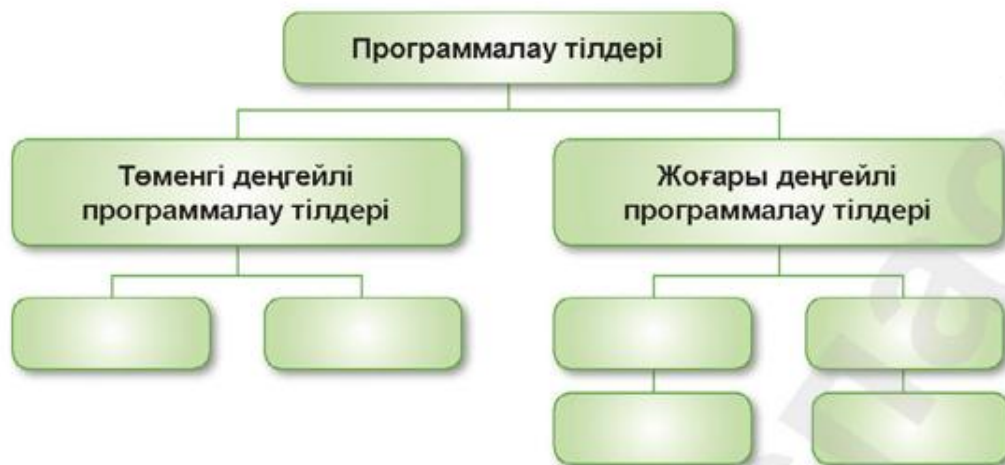 Программалау тілдері
Төменгі деңгейлі
программалау тілдері
Жоғары деңгейлі
программалау тілдері